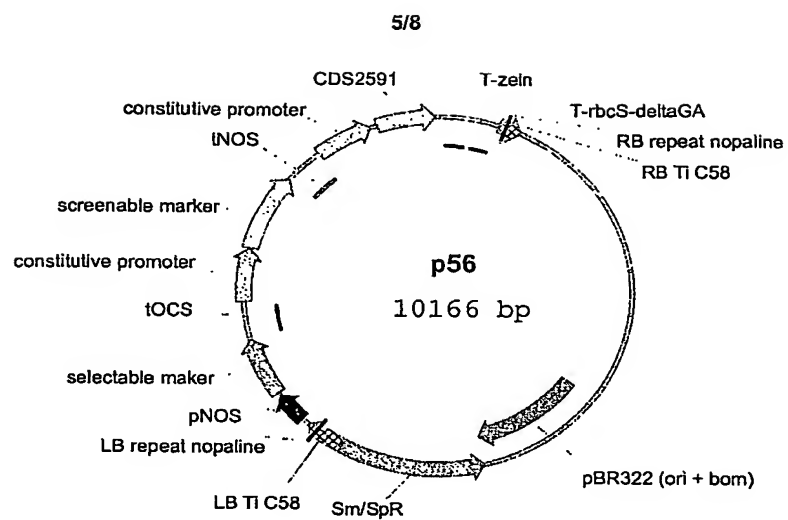 5/8
CDS2591
T-zein
constitutive promoter
T-rbcS-deltaGA
tNOS
RB repeat nopaline
RB Ti C58
screenable marker
constitutive promoter
p56
10166 bp
tOCS
selectable maker
pNOS
LB repeat nopaline
pBR322 (ori + bom)
LB Ti C58
Sm/SpR